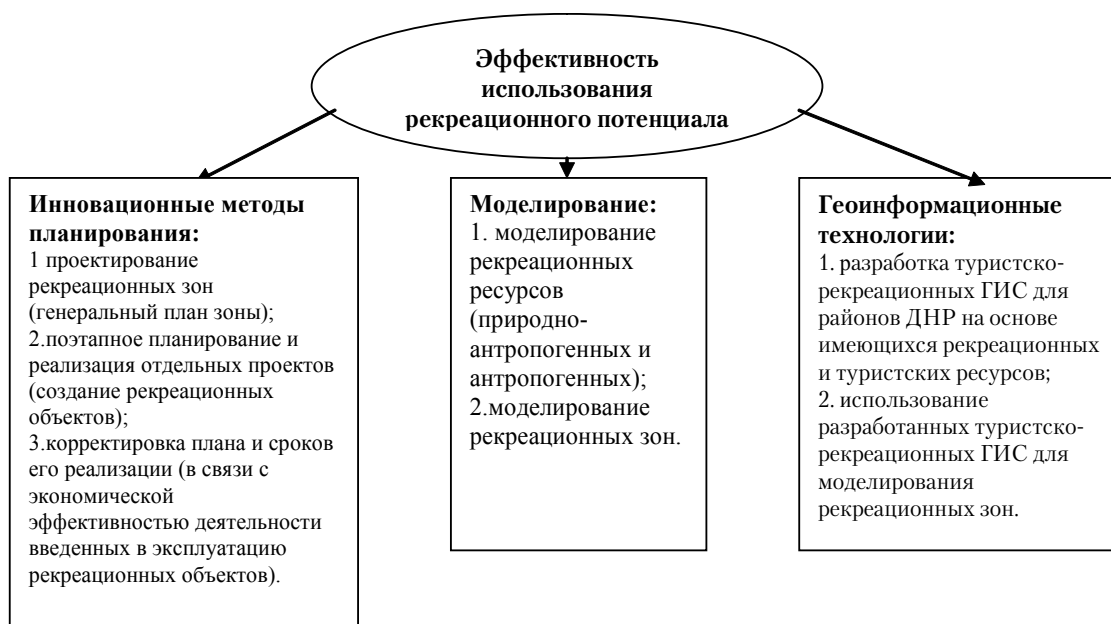 Эффективность
использования
рекреационного потенциала
Инновационные методы
планирования:
1 проектирование
рекреационных зон
(генеральный план зоны);
2.поэтапное планирование и
реализация отдельных проектов
(создание рекреационных
объектов);
3.корректировка плана и сроков
его реализации (в связи с
экономической
эффективностью деятельности
введенных в эксплуатацию
рекреационных объектов).
Моделирование:
1. моделирование
рекреационных
ресурсов
(природно-
антропогенных и
антропогенных);
2.моделирование
рекреационных зон.
Геоинформационные
технологии:
1. разработка туристско-
рекреационных ГИС для
районов ДНР на основе
имеющихся рекреационных
и туристских ресурсов;
2. использование
разработанных туристско-
рекреационных ГИС для
моделирования
рекреационных зон.